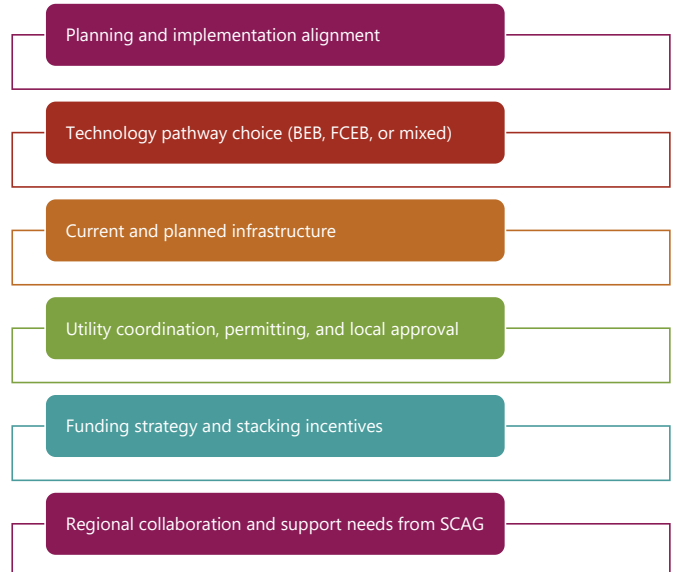 Planning and implementation alignment
Technology pathway choice (BEB, FCEB, or mixed)
Current and planned infrastructure
Utility coordination, permitting, and local approval
Funding strategy and stacking incentives
Regional collaboration and support needs from SCAG